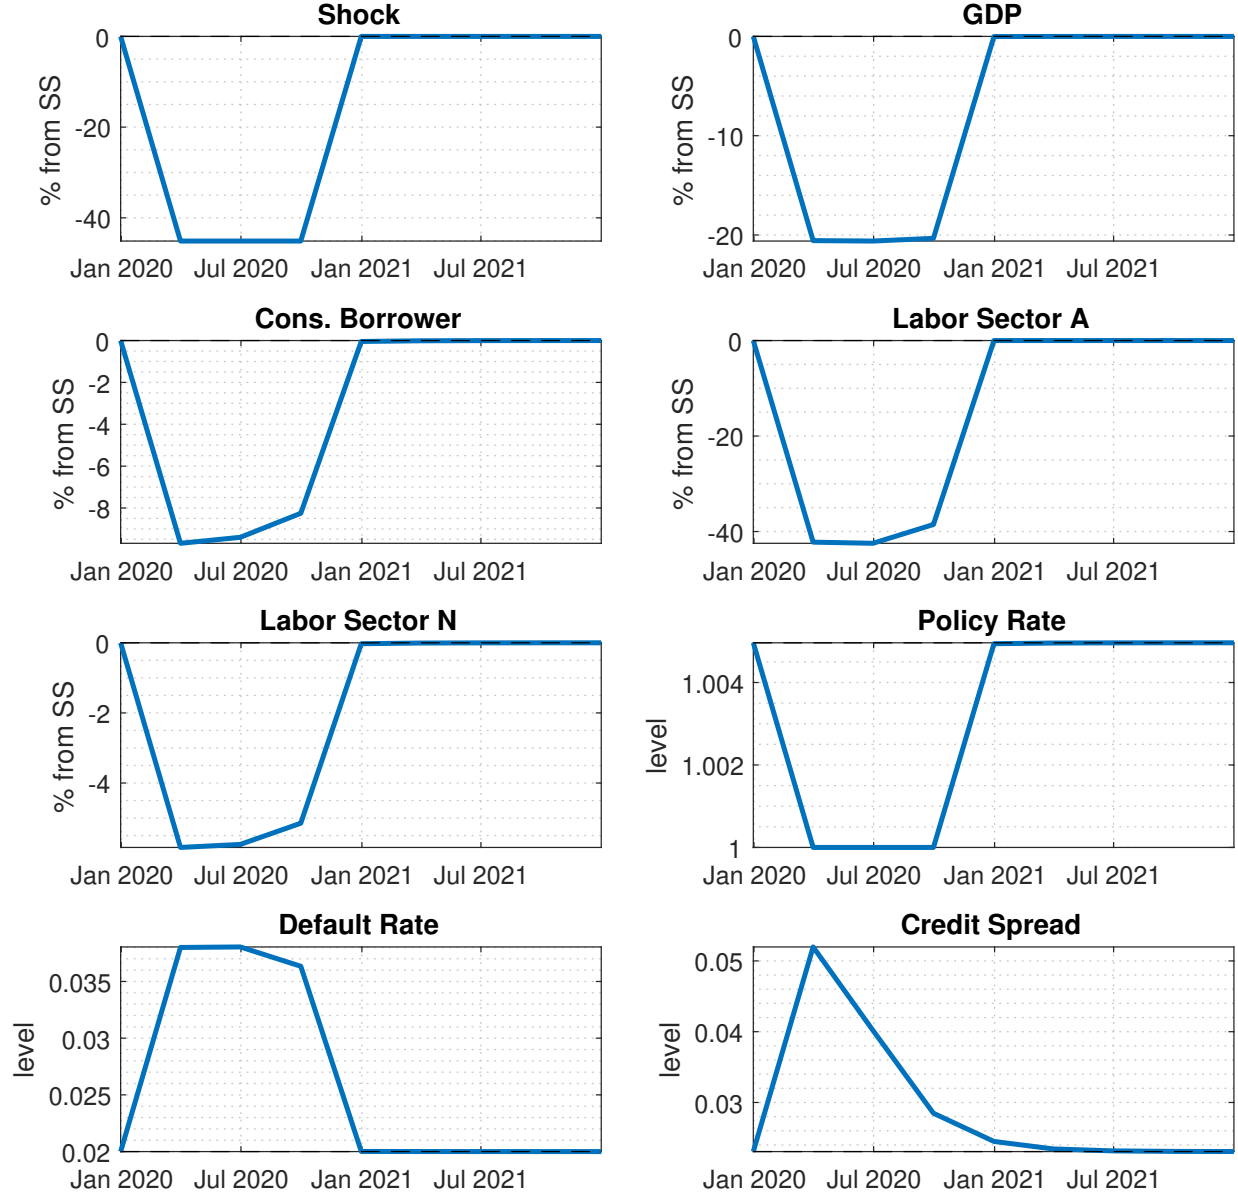 Shock
% from SS
0
-20
-40
Jan 2020 Jul 2020 Jan 2021 Jul 2021
GDP
% from SS
0
-10
-20
Jan 2020 Jul 2020 Jan 2021 Jul 2021
Cons. Borrower
% from SS
0
-2
-4
-6
-8
Jan 2020 Jul 2020 Jan 2021 Jul 2021
Labor Sector A
% from SS
0
-20
-40
Jan 2020 Jul 2020 Jan 2021 Jul 2021
Labor Sector N
% from SS
0
-2
-4
Jan 2020 Jul 2020 Jan 2021 Jul 2021
Policy Rate
level
1.004
1.002
1
Jan 2020 Jul 2020 Jan 2021 Jul 2021
Default Rate
level
0.035
0.03
0.025
0.02
Jan 2020 Jul 2020 Jan 2021 Jul 2021
Credit Spread
level
0.05
0.04
0.03
Jan 2020 Jul 2020 Jan 2021 Jul 2021